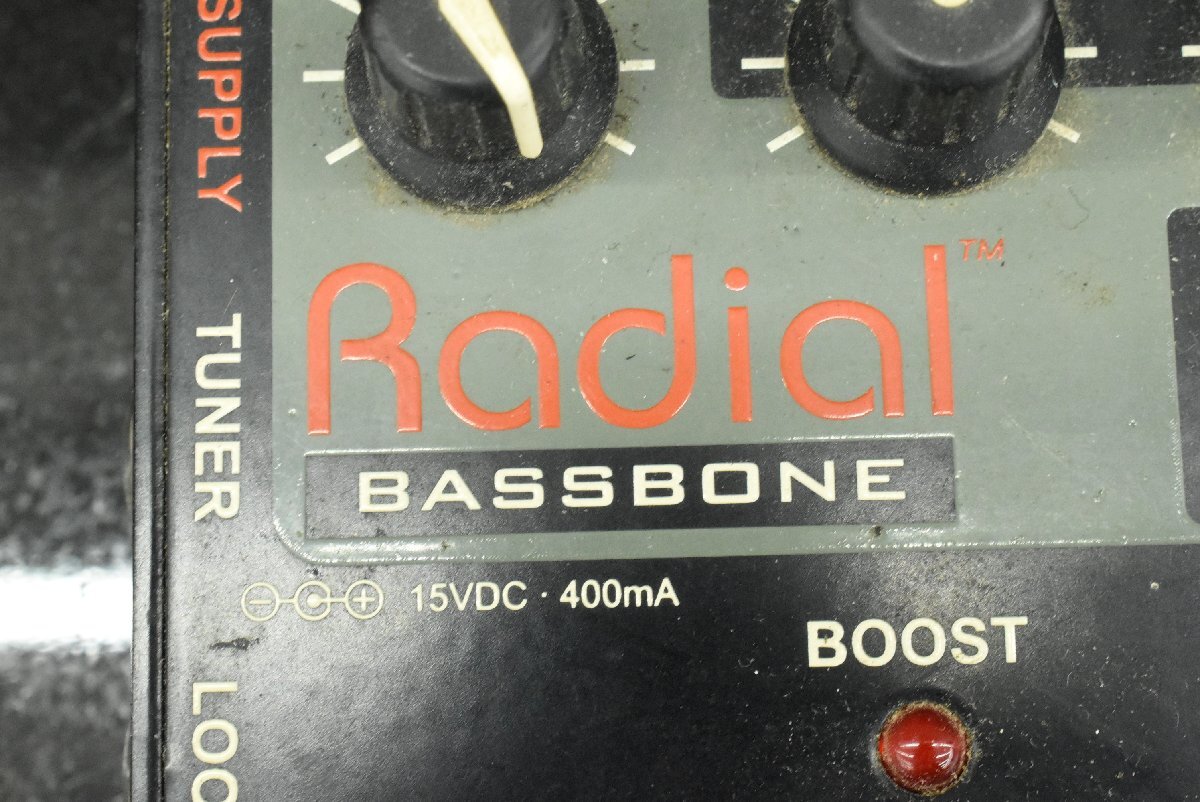 SUPPLY
TUNER
Radial™
BASSBONE
15VDC · 400mA
BOOST